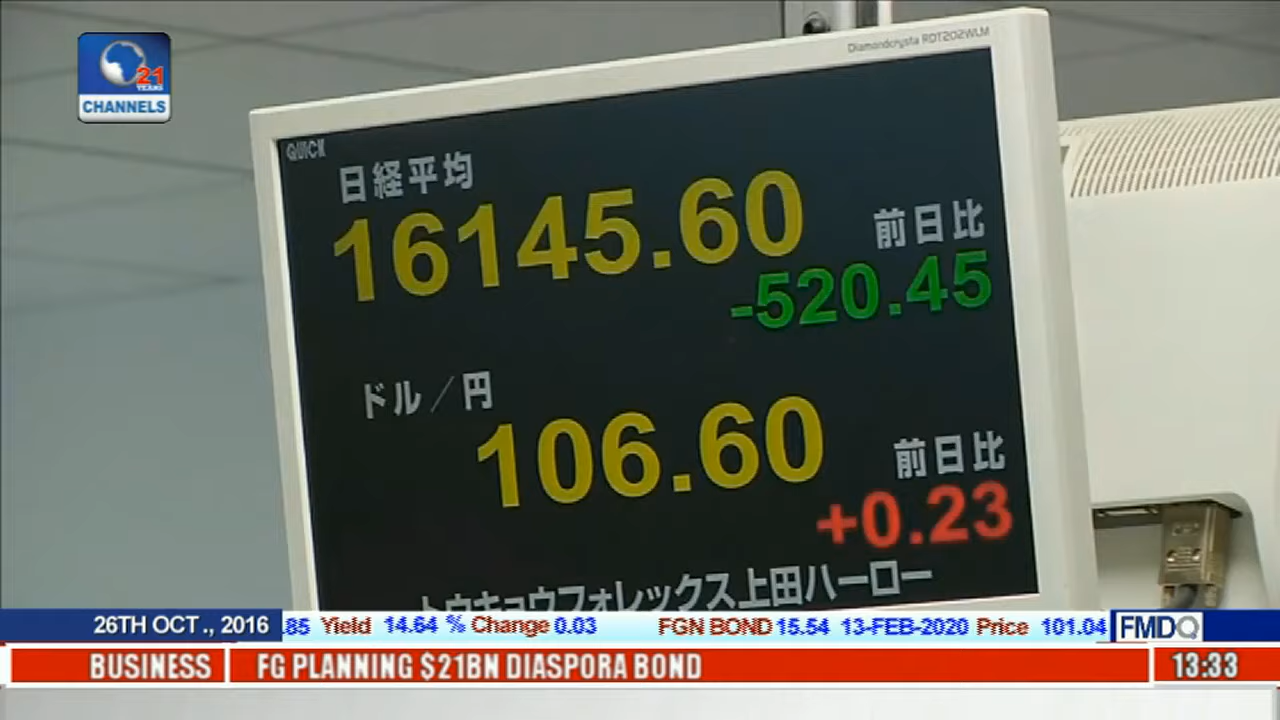 Diamondcrysta RDT202WLM
21
YEARS
CHANNELS
QUICK
日経平均
16145.60
前日比
-520.45
ドル／円
106.60
前日比
+0.23
トウキョウフォレックス上田ハーロー
26TH OCT., 2016
.85 Yield 14.64 % Change 0.03 FGN BOND 15.54 13-FEB-2020 Price 101.04
FMDQ
BUSINESS
FG PLANNING $21BN DIASPORA BOND
13:33